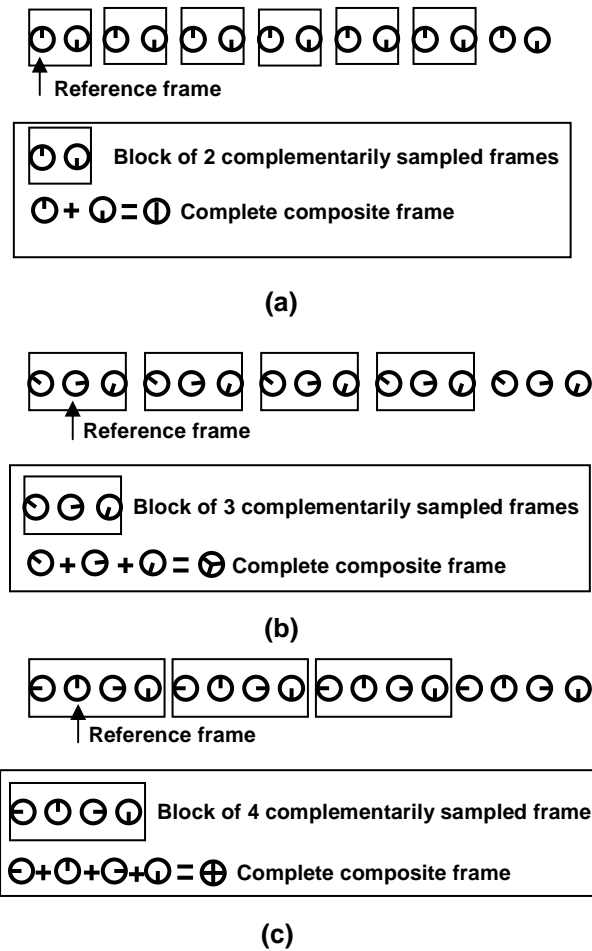 Reference frame
Block of 2 complementarily sampled frames
Complete composite frame
(a)
Reference frame
Block of 3 complementarily sampled frames
Complete composite frame
(b)
Reference frame
Block of 4 complementarily sampled frame
Complete composite frame
(c)